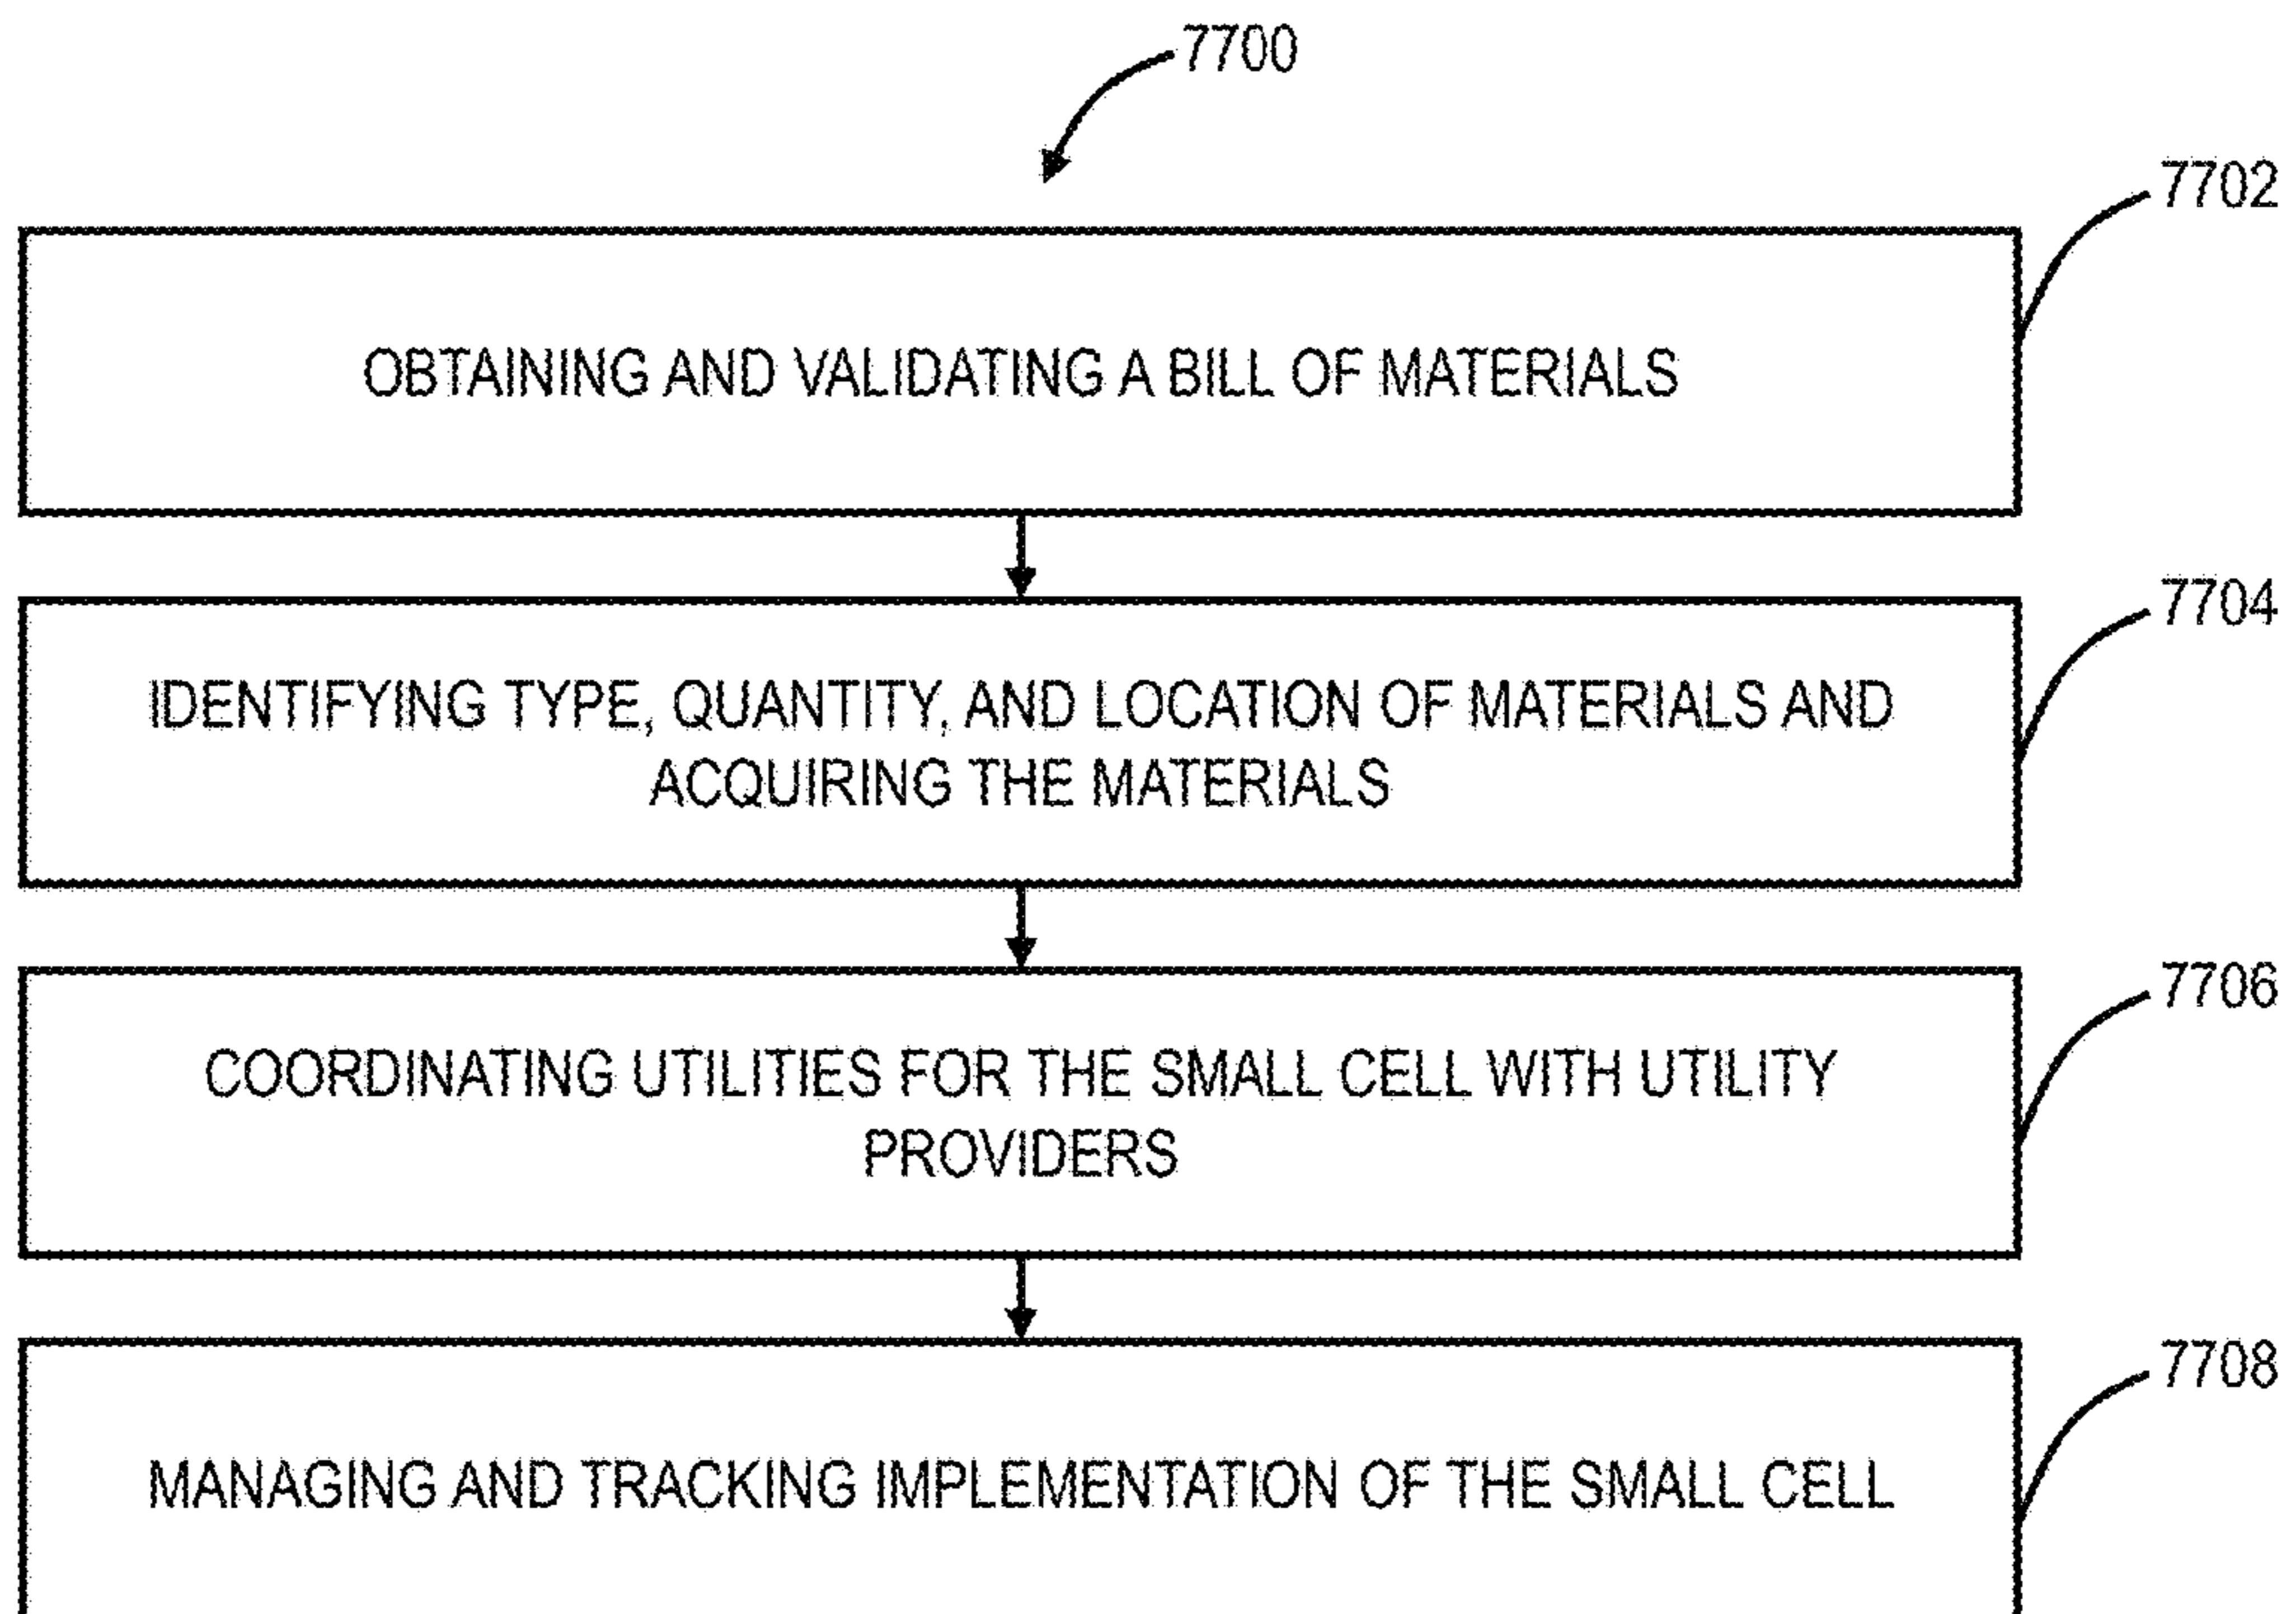 7700
7702
OBTAINING AND VALIDATING A BILL OF MATERIALS
7704
IDENTIFYING TYPE, QUANTITY, AND LOCATION OF MATERIALS AND
ACQUIRING THE MATERIALS
7706
COORDINATING UTILITIES FOR THE SMALL CELL WITH UTILITY
PROVIDERS
7708
MANAGING AND TRACKING IMPLEMENTATION OF THE SMALL CELL